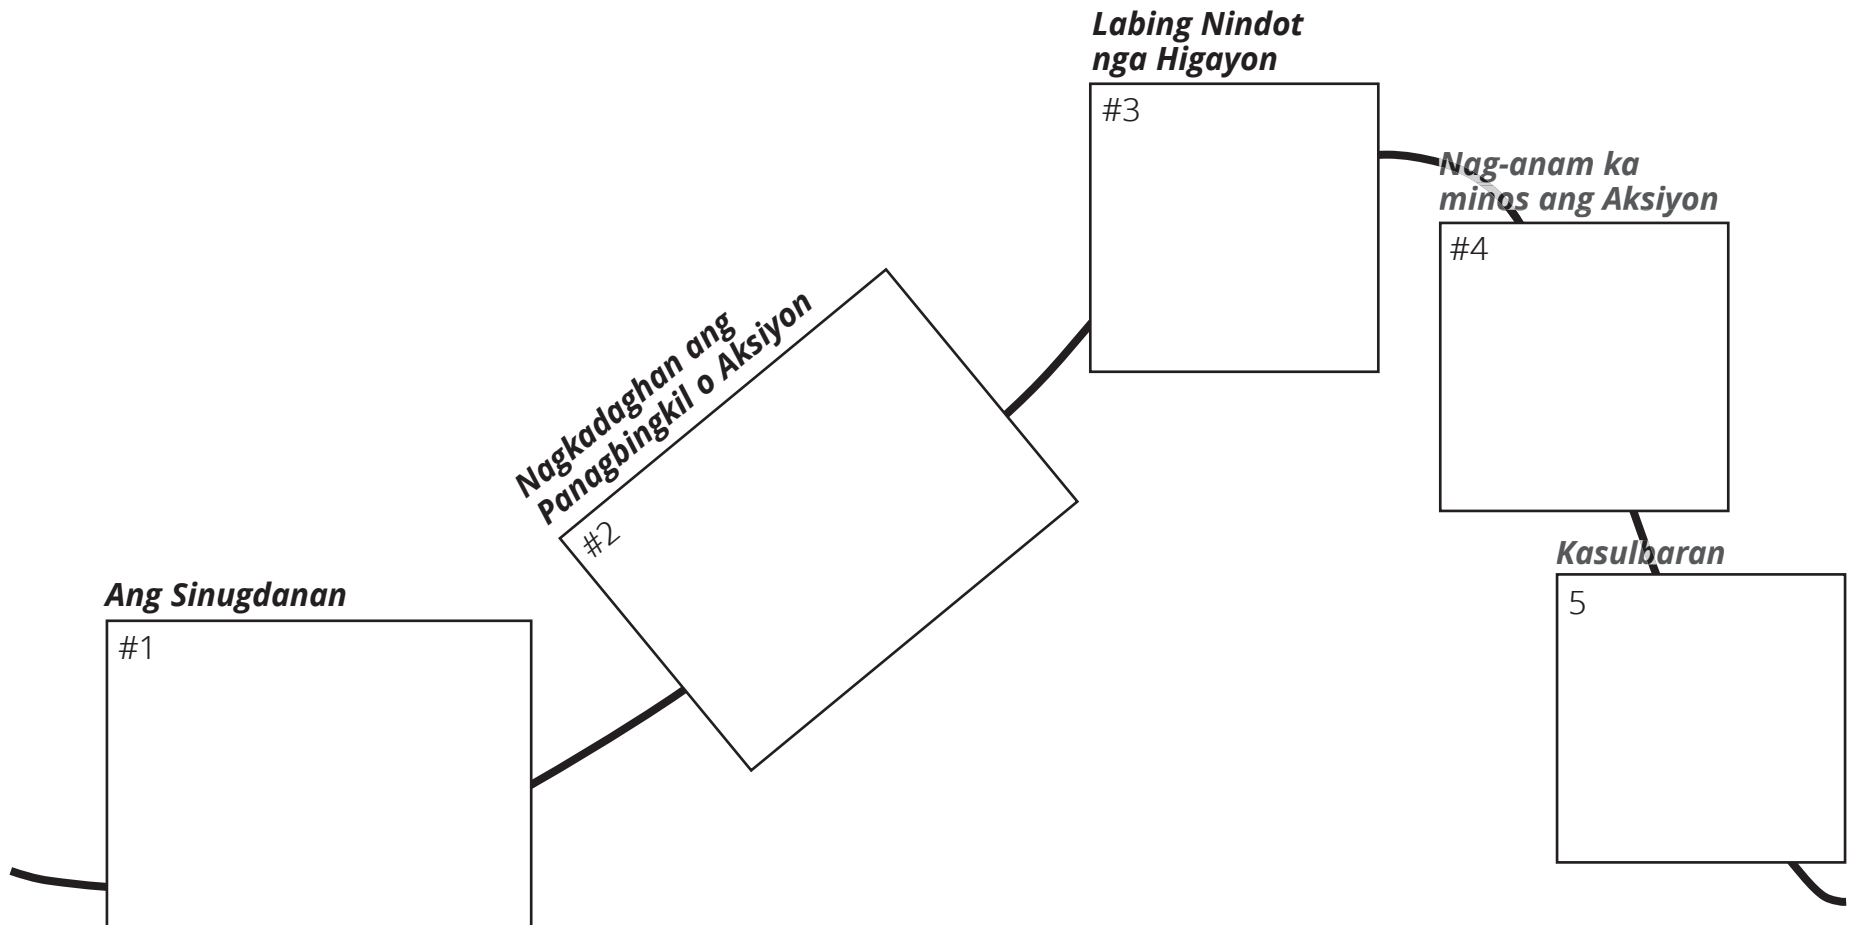 Ang Sinugdanan
#1
Nagkadaghan ang
Panagbingkil o Aksiyon
#2
Labing Nindot
nga Higayon
#3
Nag-anam ka
minos ang Aksiyon
#4
Kasulbaran
5